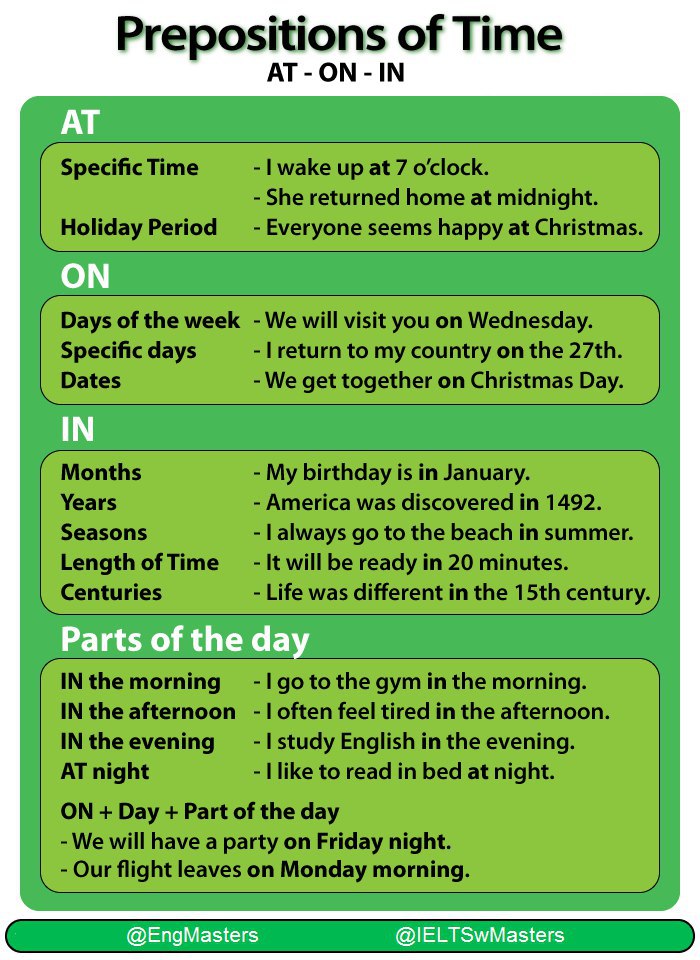 Prepositions of Time
AT - ON - IN
AT
Specific Time - I wake up at 7 o’clock.
- She returned home at midnight.
Holiday Period - Everyone seems happy at Christmas.
ON
Days of the week - We will visit you on Wednesday.
Specific days - I return to my country on the 27th.
Dates - We get together on Christmas Day.
IN
Months - My birthday is in January.
Years - America was discovered in 1492.
Seasons - I always go to the beach in summer.
Length of Time - It will be ready in 20 minutes.
Centuries - Life was different in the 15th century.
Parts of the day
IN the morning - I go to the gym in the morning.
IN the afternoon - I often feel tired in the afternoon.
IN the evening - I study English in the evening.
AT night - I like to read in bed at night.
ON + Day + Part of the day
- We will have a party on Friday night.
- Our flight leaves on Monday morning.
@EngMasters @IELTSwMasters